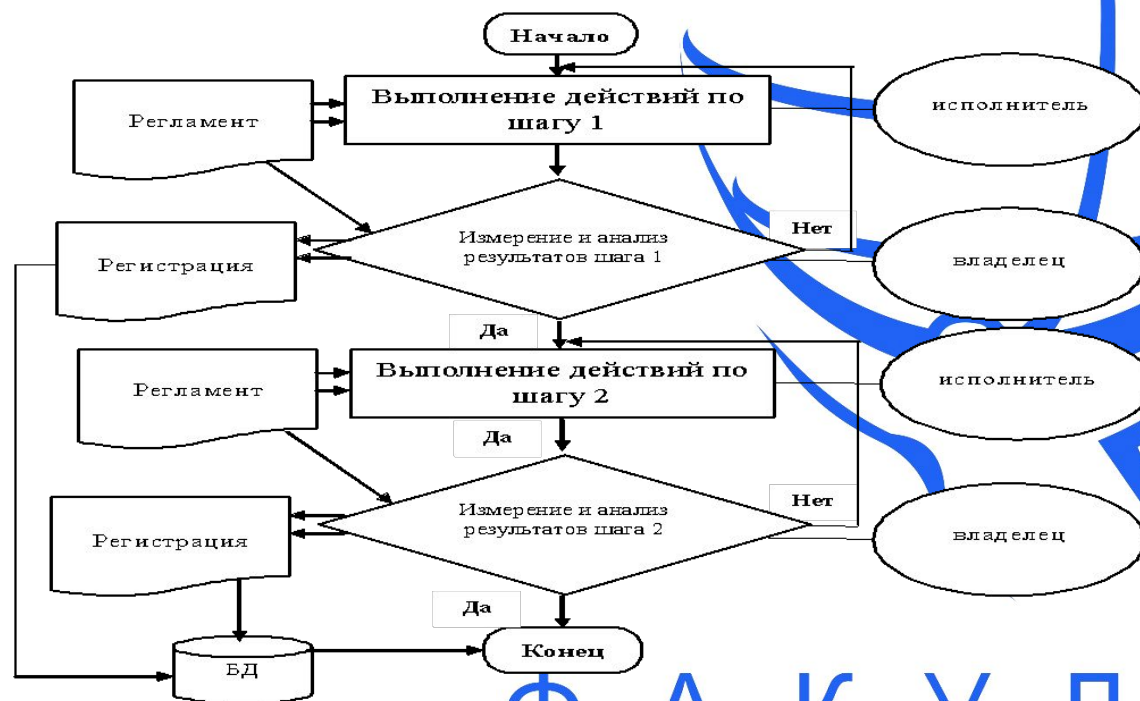 Начало
Выполнение действий по
шагу 1
Регламент
исполнитель
Измерение и анализ
результатов шага 1
Нет
Регистрация
владелец
Да
Выполнение действий по
шагу 2
Регламент
исполнитель
Да
Измерение и анализ
результатов шага 2
Нет
Регистрация
владелец
Да
Конец
БД
Ф А К У Л